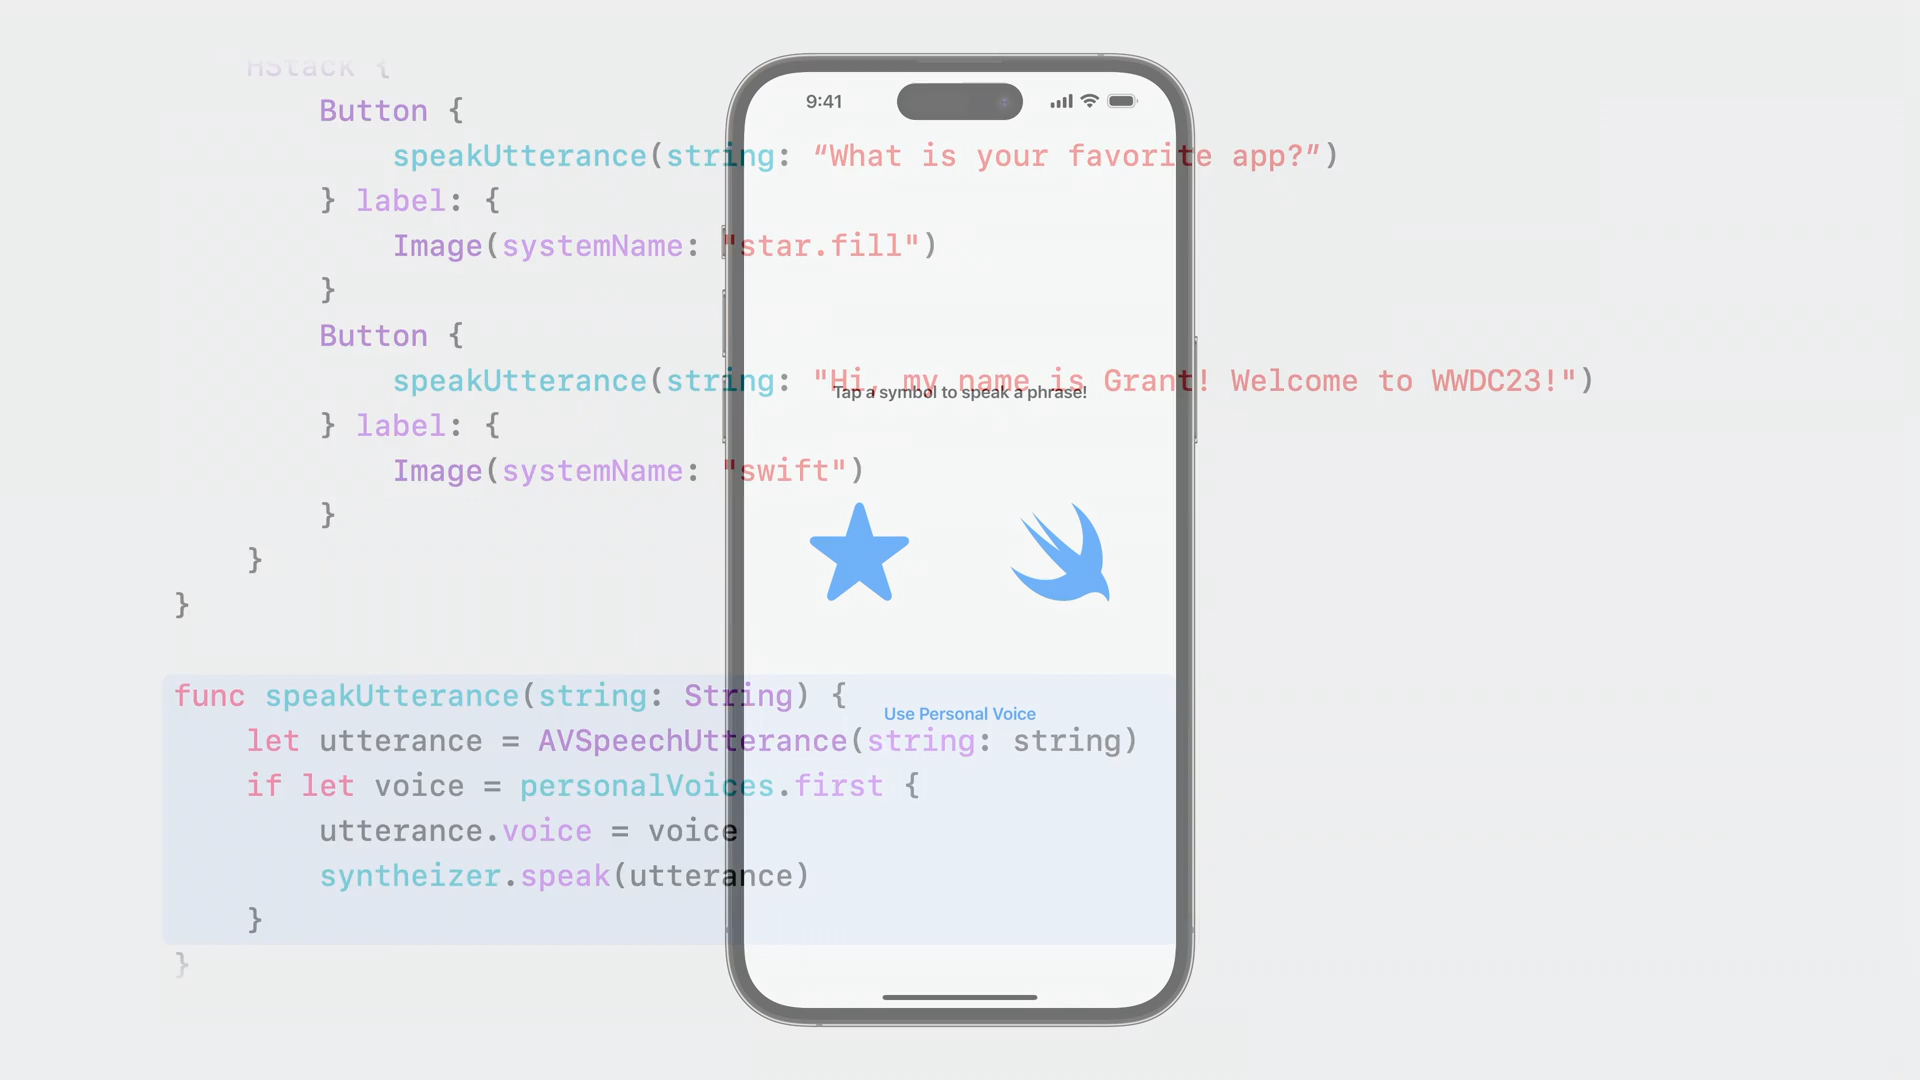 HStack {
Button {
speakUtterance(string: “What is your favorite app?”)
} label: {
Image(systemName: "star.fill")
}
Button {
speakUtterance(string: "Hi, my name is Grant! Welcome to WWDC23!")
} label: {
Image(systemName: "swift")
}
}
}
func speakUtterance(string: String) {
let utterance = AVSpeechUtterance(string: string)
if let voice = personalVoices.first {
utterance.voice = voice
syntheizer.speak(utterance)
}
}
9:41
Tap a symbol to speak a phrase!
Use Personal Voice